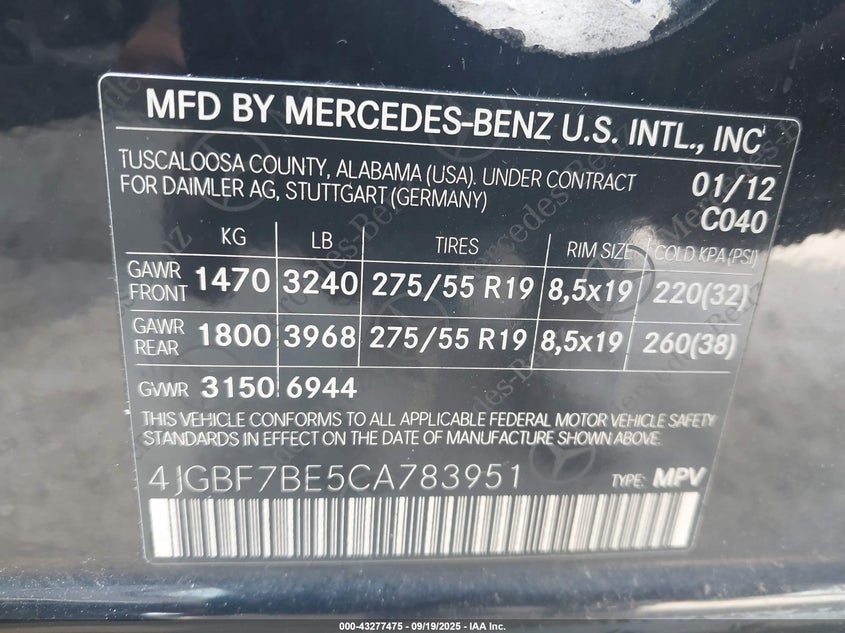 MFD BY MERCEDES-BENZ U.S. INTL., INC
TUSCALOOSA COUNTY, ALABAMA (USA). UNDER CONTRACT
FOR DAIMLER AG, STUTTGART (GERMANY)
01/12
C040
KG LB TIRES RIM SIZE COLD KPA(PSI)
GAWR FRONT 1470 3240 275/55 R19 8,5x19 220(32)
GAWR REAR 1800 3968 275/55 R19 8,5x19 260(38)
GVWR 3150 6944
THIS VEHICLE CONFORMS TO ALL APPLICABLE FEDERAL MOTOR VEHICLE SAFETY
STANDARDS IN EFFECT ON THE DATE OF MANUFACTURE SHOWN ABOVE.
4JGBF7BE5CA783951 TYPE: MPV
000-43277475 - 09/19/2025 - IAA Inc.